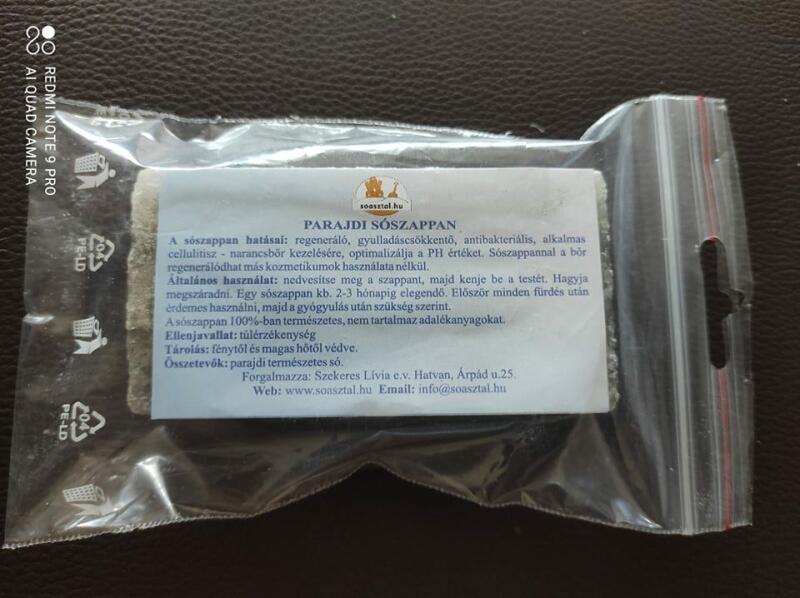 REDMI NOTE 9 PRO
AI QUAD CAMERA
soasztal.hu
PARAJDI SÓSZAPPAN
A sószappan hatásai: regeneráló, gyulladáscsökkentő, antibakteriális, alkalmas
cellulitisz - narancsbőr kezelésére, optimalizálja a PH értéket. Sószappannal a bőr
regenerálódhat más kozmetikumok használata nélkül.
Általános használat: nedvesítse meg a szappant, majd kenje be a testét. Hagyja
megszáradni. Egy sószappan kb. 2-3 hónapig elegendő. Először minden fürdés után
érdemes használni, majd a gyógyulás után szükség szerint.
A sószappan 100%-ban természetes, nem tartalmaz adalékanyagokat.
Ellenjavallat: túlérzékenység
Tárolás: fénytől és magas hőtől védve.
Összetevők: parajdi természetes só.
Forgalmazza: Szekeres Lívia e.v. Hatvan, Árpád u.25.
Web: www.soasztal.hu Email: info@soasztal.hu
04
PE-LD
04
PE-LD